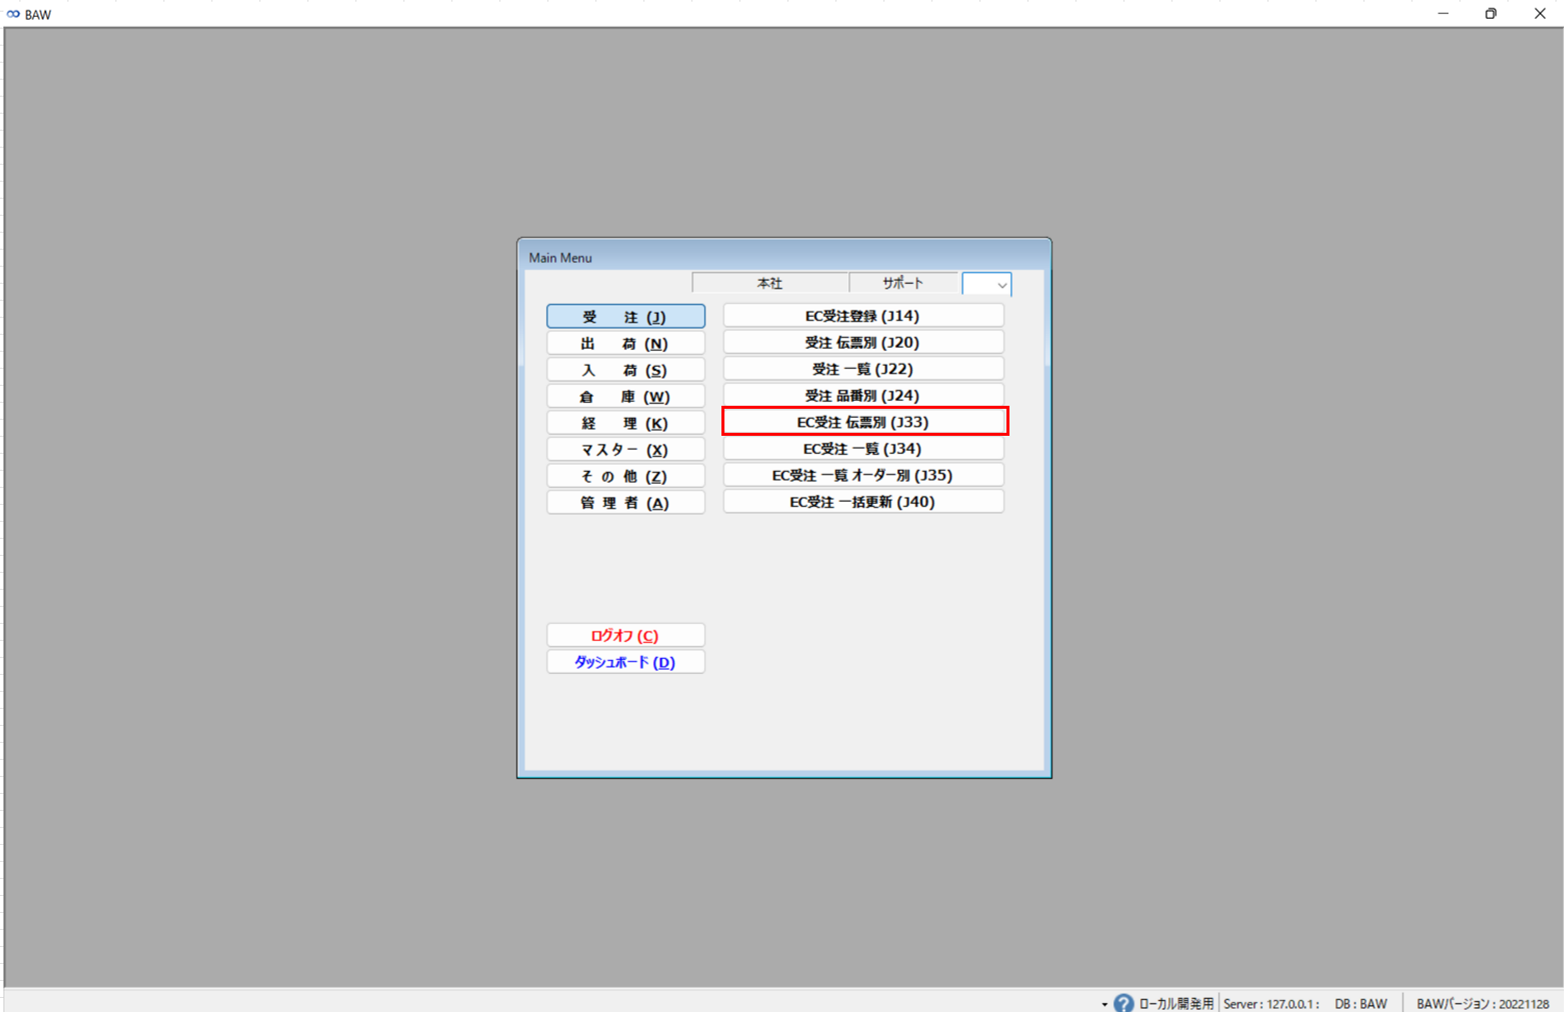 BAW
Main Menu
本社 サポート
受 注 (J)
出 荷 (N)
入 荷 (S)
倉 庫 (W)
経 理 (K)
マスター (X)
そ の 他 (Z)
管 理 者 (A)
EC受注登録 (J14)
受注 伝票別 (J20)
受注 一覧 (J22)
受注 品番別 (J24)
EC受注 伝票別 (J33)
EC受注 一覧 (J34)
EC受注 一覧 オーダー別 (J35)
EC受注 一括更新 (J40)
ログオフ (C)
ダッシュボード (D)
ローカル開発用 Server : 127.0.0.1 : DB : BAW BAWバージョン : 20221128